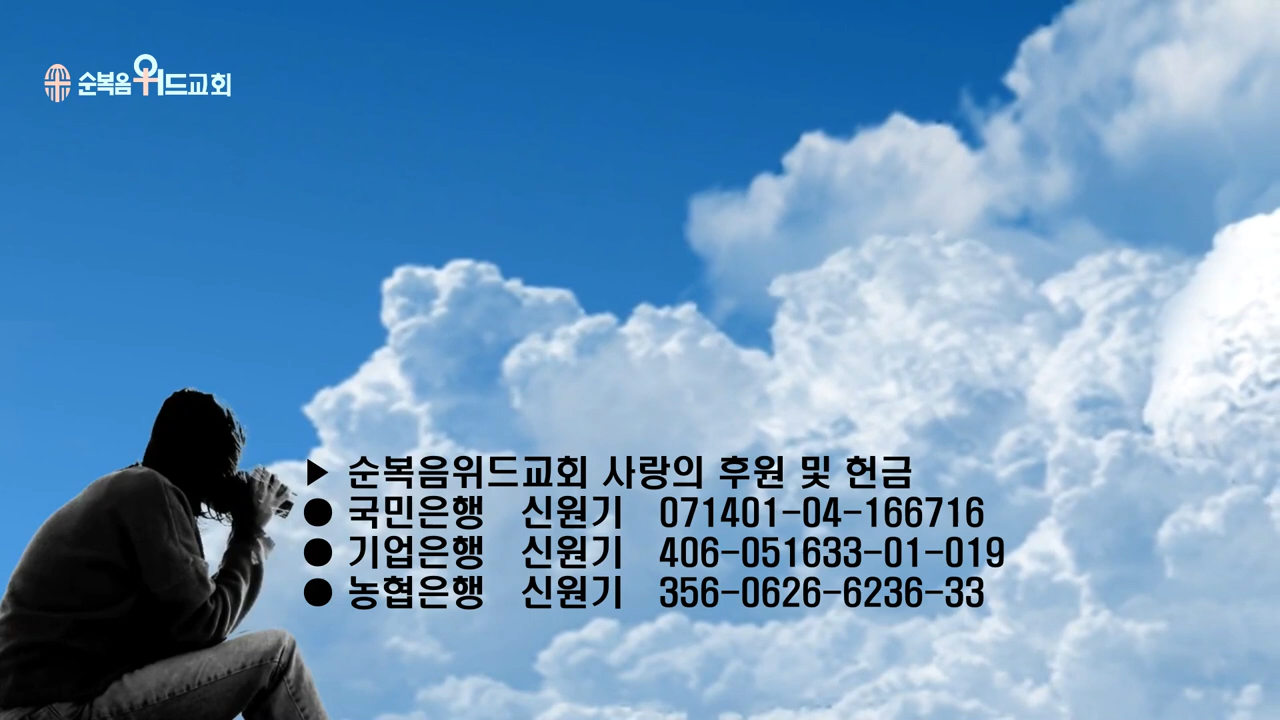 순복음위드교회
▶ 순복음위드교회 사랑의 후원 및 헌금
● 국민은행 신원기 071401-04-166716
● 기업은행 신원기 406-051633-01-019
● 농협은행 신원기 356-0626-6236-33